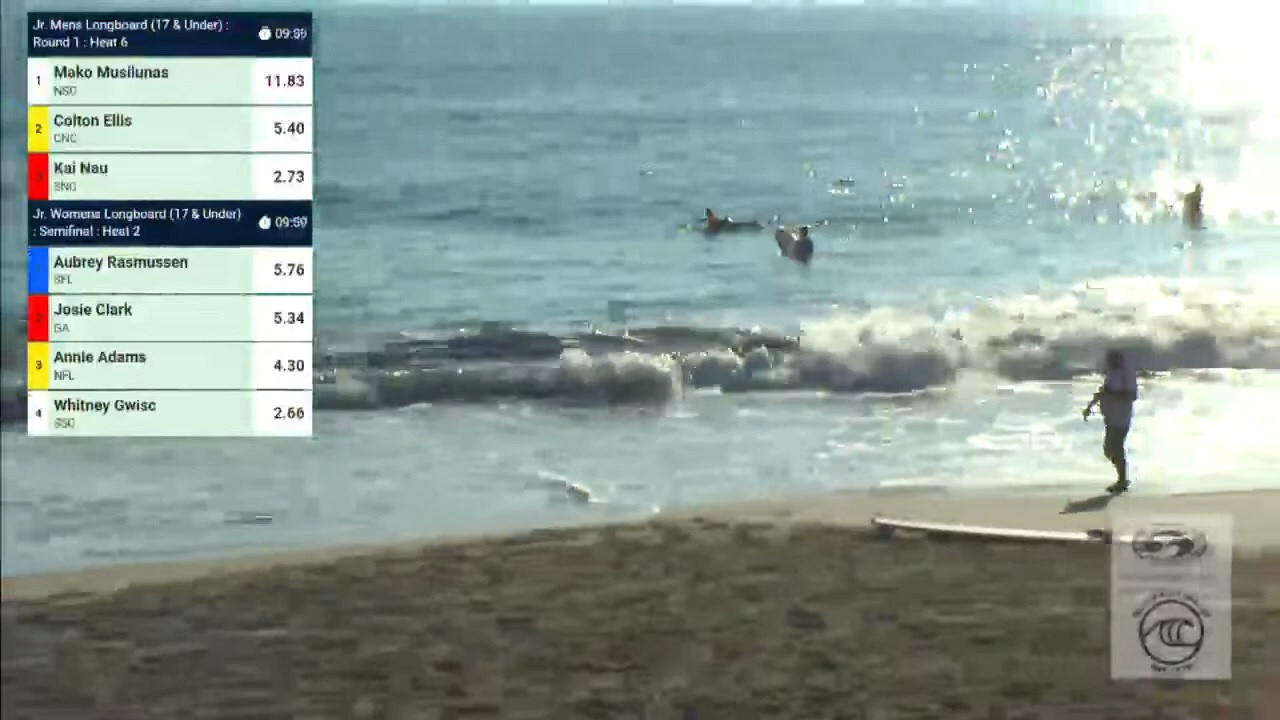 Jr. Mens Longboard (17 & Under) :
Round 1 : Heat 6
09:59
1
Mako Musilunas
11.83
NSC
2
Colton Ellis
5.40
CNC
3
Kai Nau
2.73
SNC
Jr. Womens Longboard (17 & Under)
: Semifinal : Heat 2
09:59
Aubrey Rasmussen
5.76
SFL
2
Josie Clark
5.34
GA
3
Annie Adams
4.30
NFL
4
Whitney Gwisc
2.66
SSC